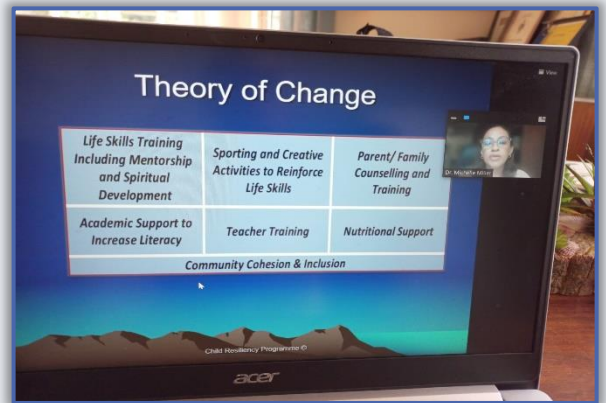 Theory of Change
View
Life Skills Training
Including Mentorship
and Spiritual
Development
Sporting and Creative
Activities to Reinforce
Life Skills
Parent/ Family
Counselling and
Training
Dr. Michelle
Academic Support to
Increase Literacy
Teacher Training
Nutritional Support
Community Cohesion & Inclusion
Child Resiliency Programme ©
acer